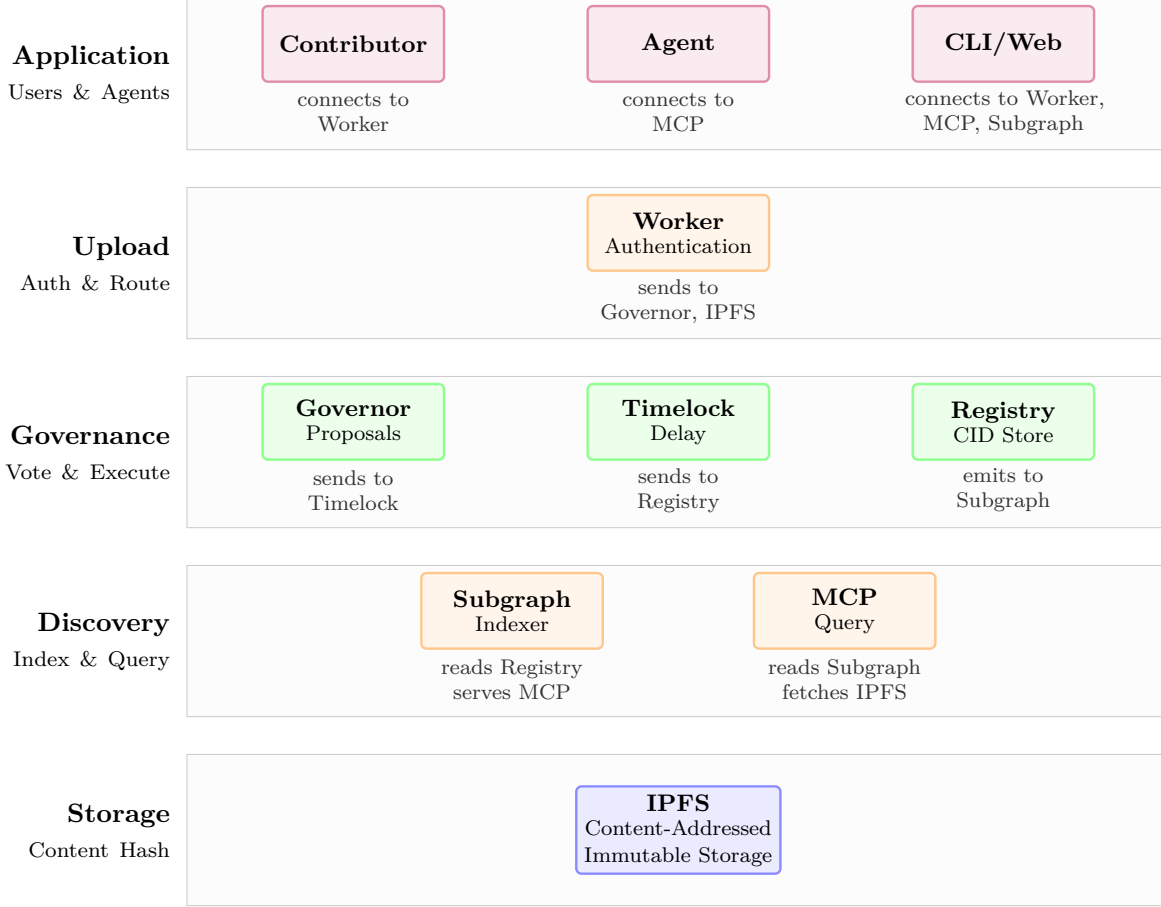 Application
Users & Agents
Contributor
connects to
Worker
Agent
connects to
MCP
CLI/Web
connects to Worker,
MCP, Subgraph
Upload
Auth & Route
Worker
Authentication
sends to
Governor, IPFS
Governance
Vote & Execute
Governor
Proposals
sends to
Timelock
Timelock
Delay
sends to
Registry
Registry
CID Store
emits to
Subgraph
Discovery
Index & Query
Subgraph
Indexer
reads Registry
serves MCP
MCP
Query
reads Subgraph
fetches IPFS
Storage
Content Hash
IPFS
Content-Addressed
Immutable Storage